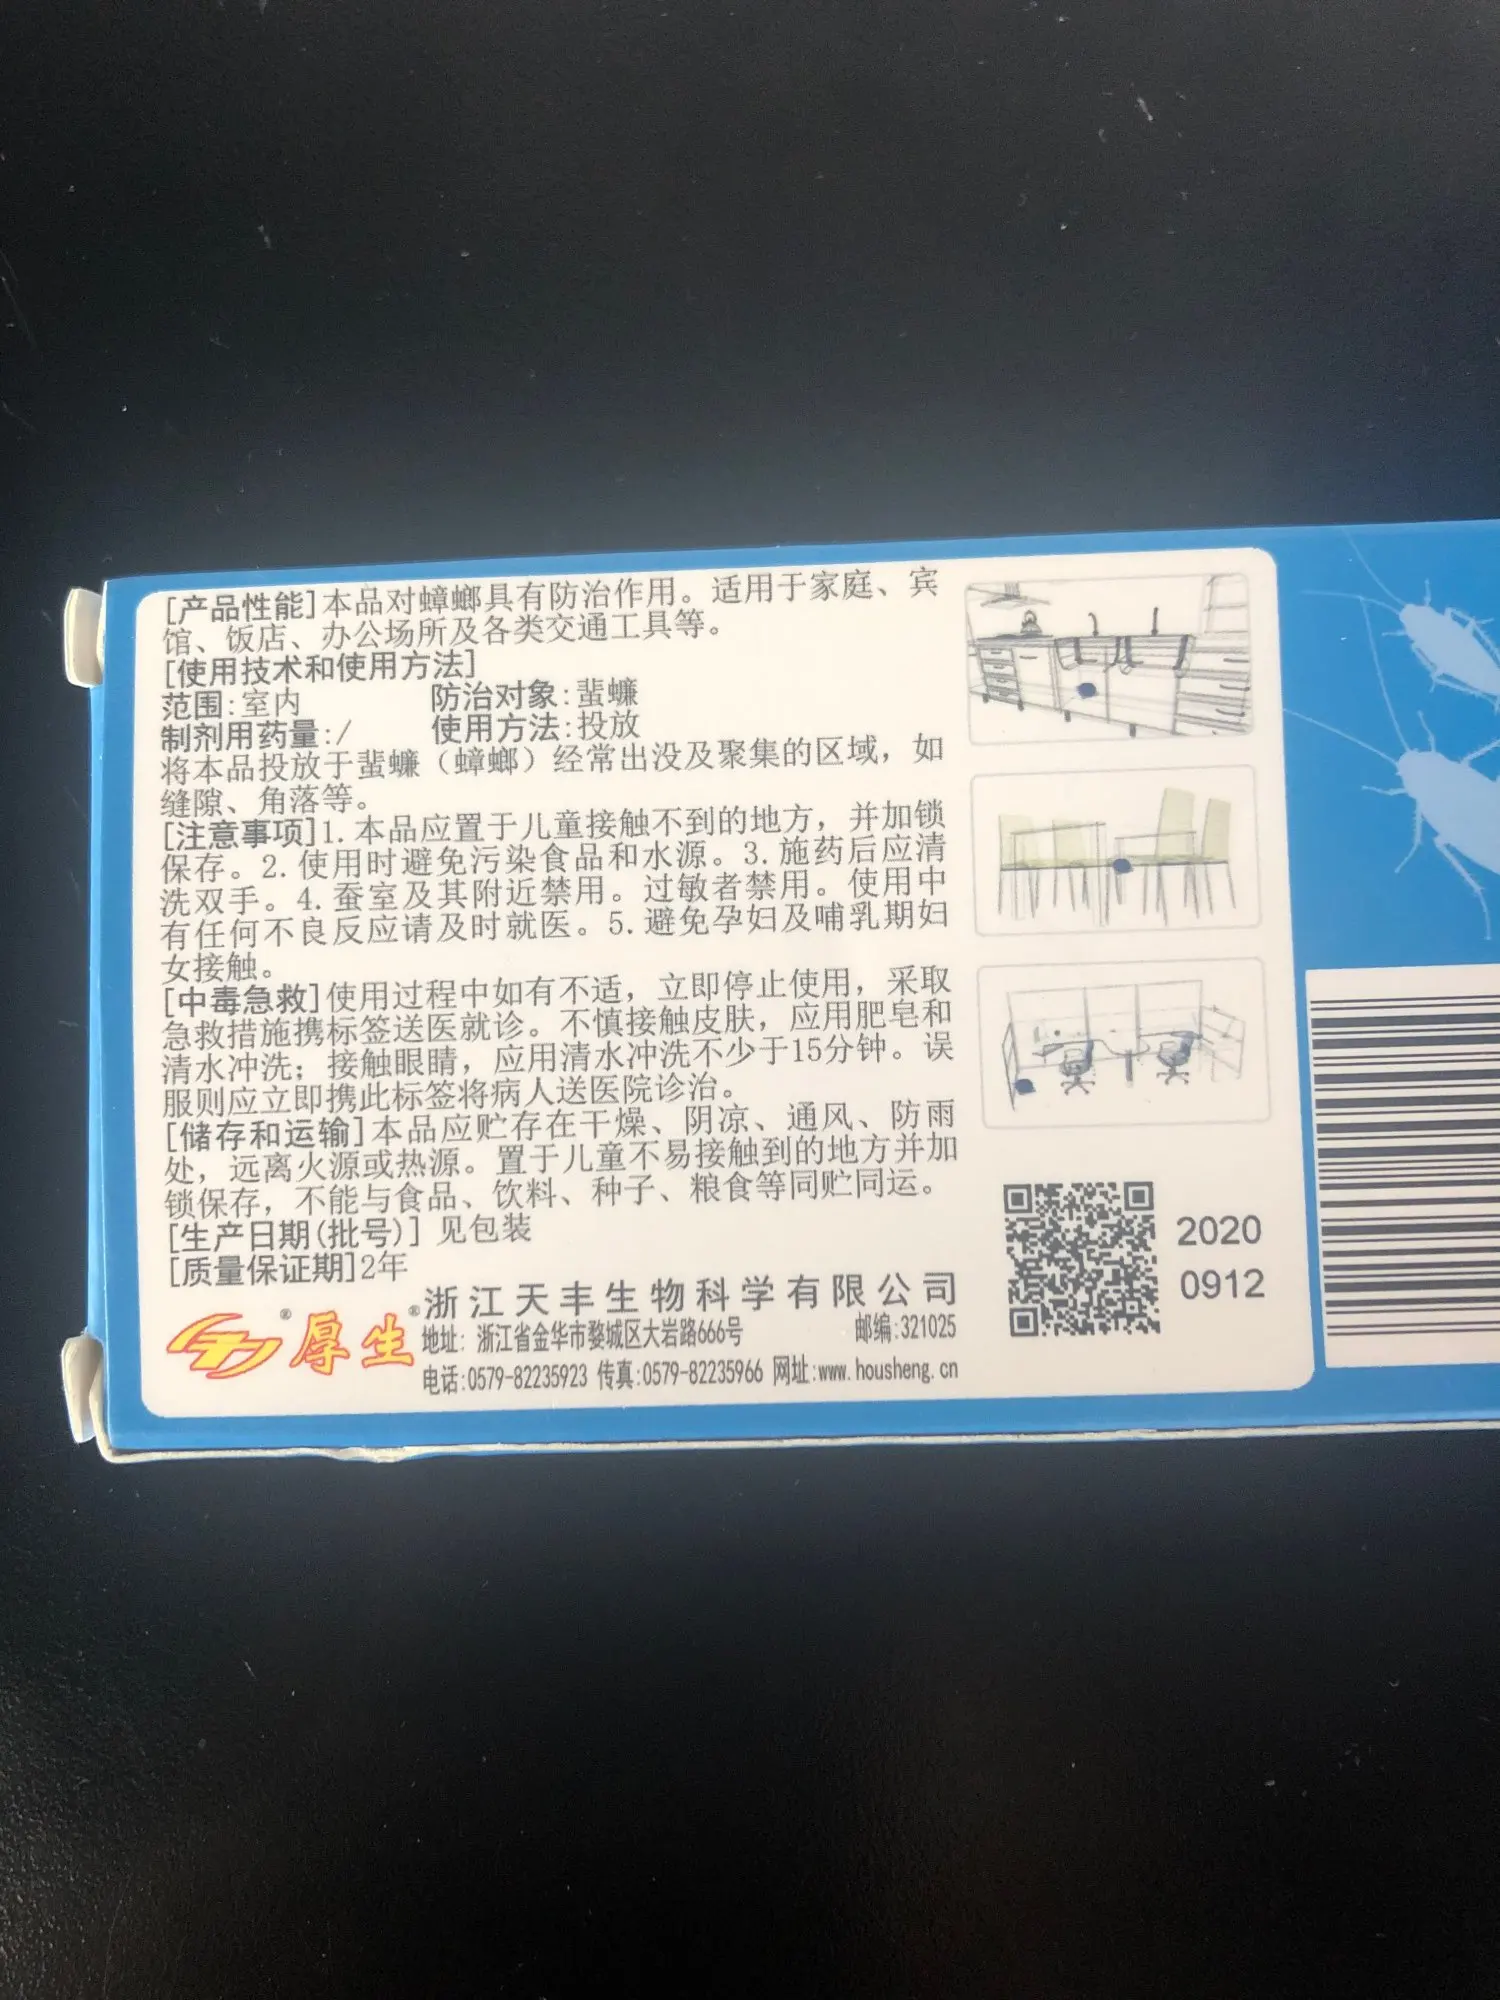 [产品性能]本品对蟑螂具有防治作用。适用于家庭、宾
馆、饭店、办公场所及各类交通工具等。
[使用技术和使用方法]
范围:室内 防治对象:蜚蠊
制剂用药量:/ 使用方法:投放
将本品投放于蜚蠊（蟑螂）经常出没及聚集的区域，如
缝隙、角落等。
[注意事项]1.本品应置于儿童接触不到的地方，并加锁
保存。2.使用时避免污染食品和水源。3.施药后应清
洗双手。4.蚕室及其附近禁用。过敏者禁用。使用中
有任何不良反应请及时就医。5.避免孕妇及哺乳期妇
女接触。
[中毒急救]使用过程中如有不适，立即停止使用，采取
急救措施携标签送医就诊。不慎接触皮肤，应用肥皂和
清水冲洗；接触眼睛，应用清水冲洗不少于15分钟。误
服则应立即携此标签将病人送医院诊治。
[储存和运输]本品应贮存在干燥、阴凉、通风、防雨
处，远离火源或热源。置于儿童不易接触到的地方并加
锁保存，不能与食品、饮料、种子、粮食等同贮同运。
[生产日期(批号)] 见包装
[质量保证期]2年
® 厚生® 浙江天丰生物科学有限公司
地址: 浙江省金华市婺城区大岩路666号 邮编:321025
电话:0579-82235923 传真:0579-82235966 网址:www.housheng.cn
2020
0912